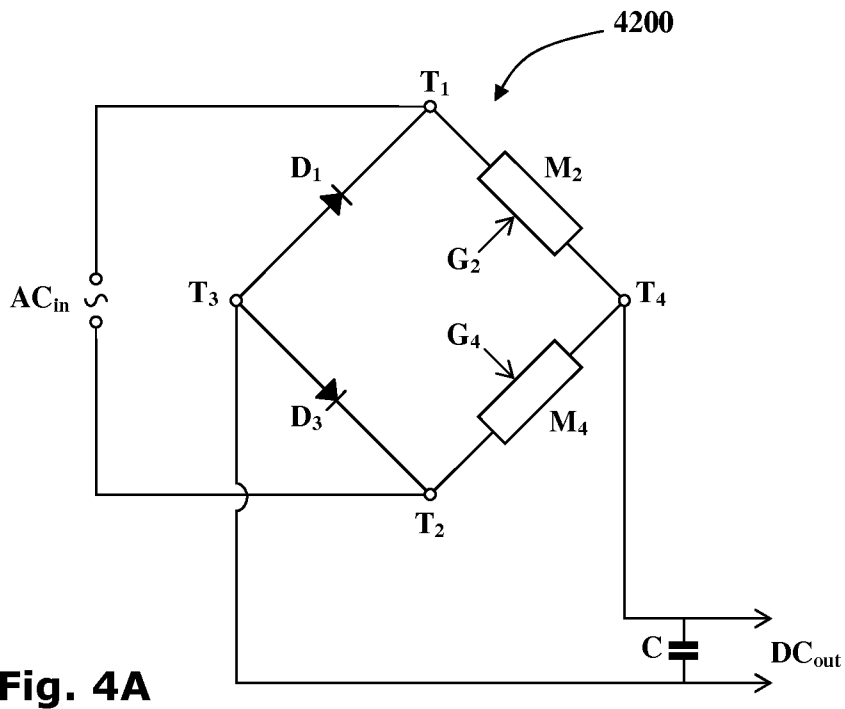 4200
T₁
D₁
M₂
G₂
ACᵢₙ
T₃
T₄
G₄
D₃
M₄
T₂
C
DCₒᵤₜ
Fig. 4A